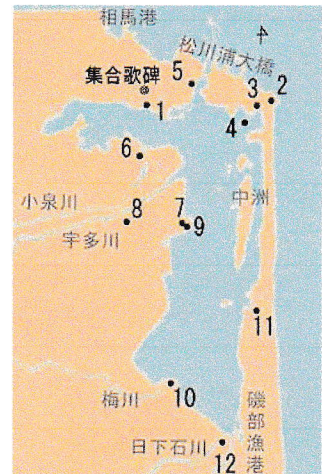 相馬港
松川浦大橋
4
集合歌碑
5
3
2
1
4
6
中洲
小泉川
8
7
9
宇多川
11
梅川
10
磯部漁港
日下石川
12